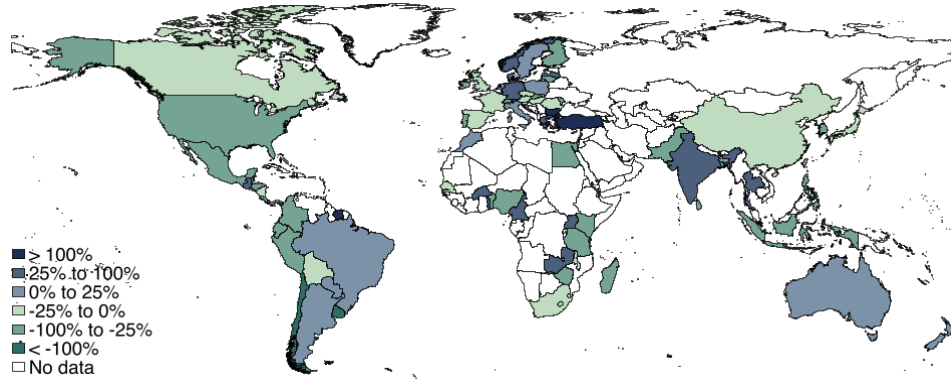 > 100%
25% to 100%
0% to 25%
-25% to 0%
-100% to -25%
< -100%
No data